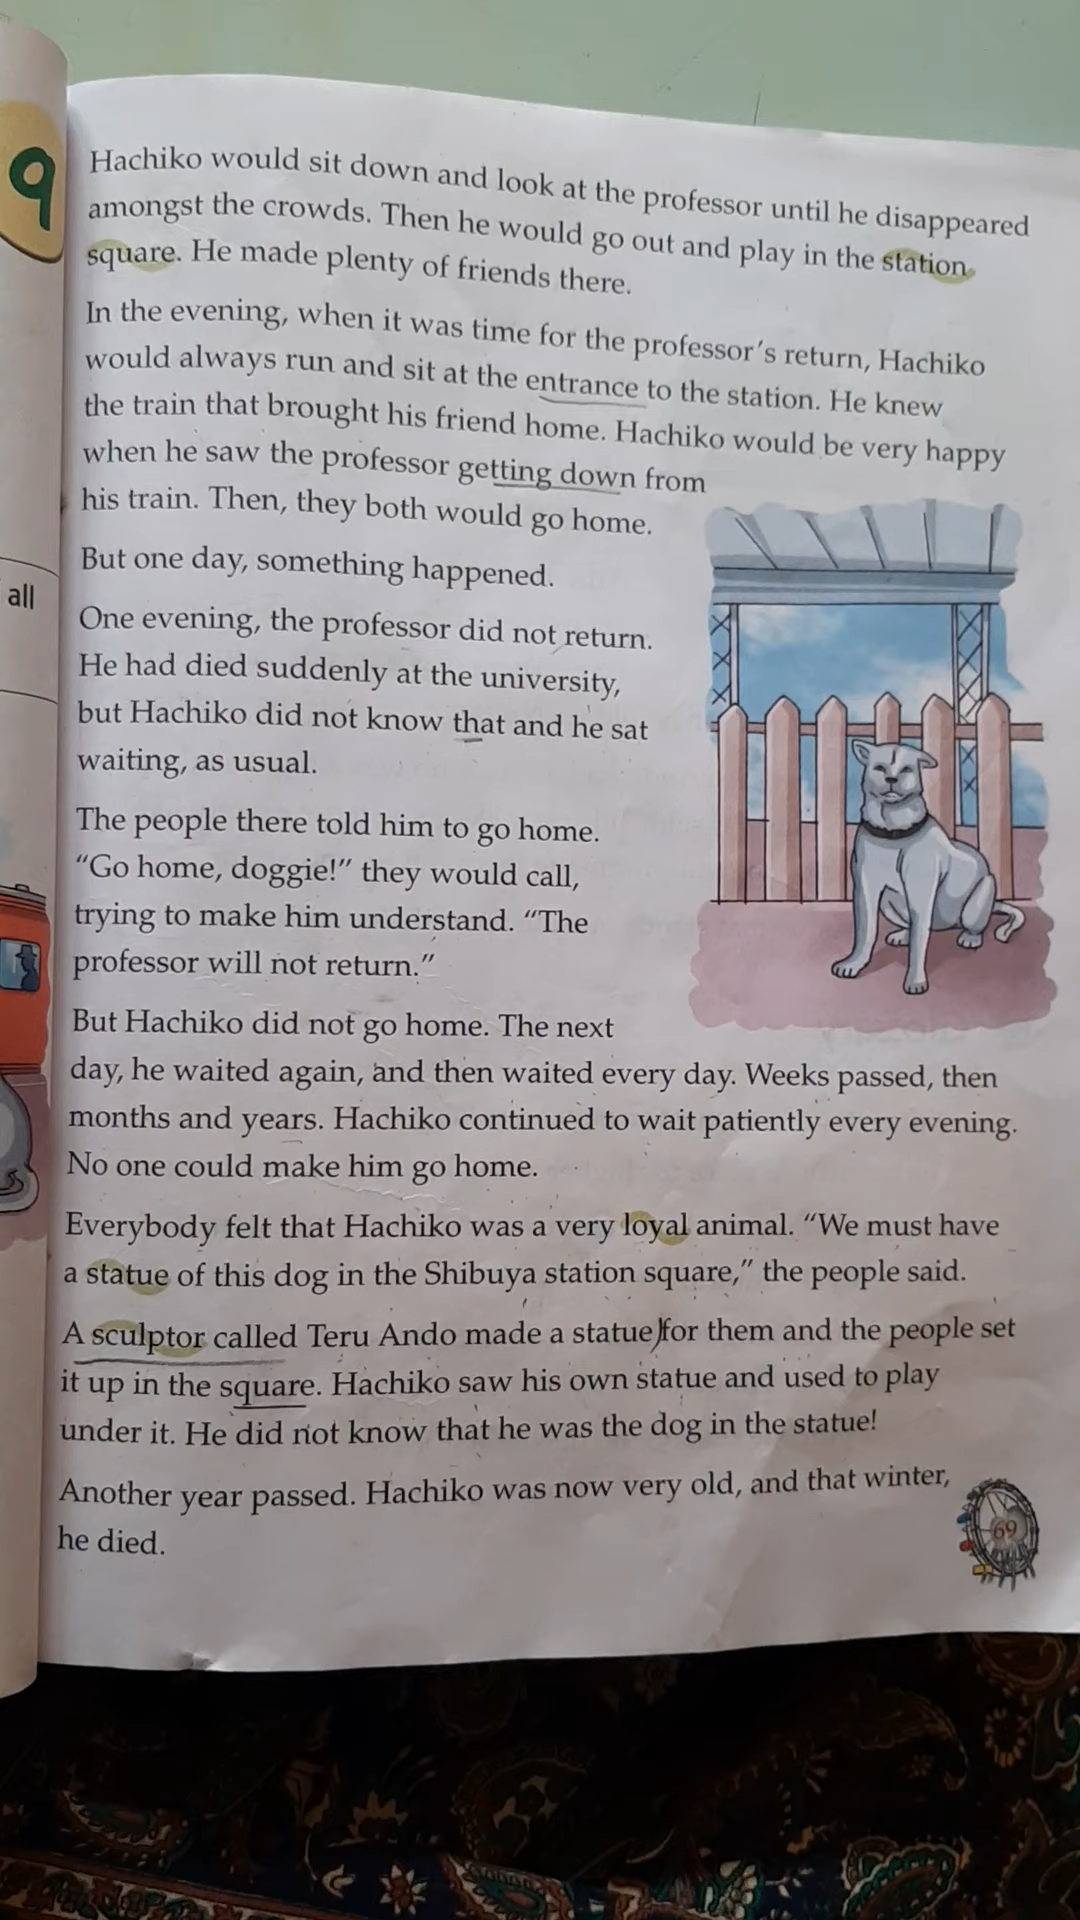 9
all
Hachiko would sit down and look at the professor until he disappeared
amongst the crowds. Then he would go out and play in the station
square. He made plenty of friends there.
In the evening, when it was time for the professor's return, Hachiko
would always run and sit at the entrance to the station. He knew
the train that brought his friend home. Hachiko would be very happy
when he saw the professor getting down from
his train. Then, they both would go home.
But one day, something happened.
One evening, the professor did not return.
He had died suddenly at the university,
but Hachiko did not know that and he sat
waiting, as usual.
The people there told him to go home.
“Go home, doggie!” they would call,
trying to make him understand. “The
professor will not return.”
But Hachiko did not go home. The next
day, he waited again, and then waited every day. Weeks passed, then
months and years. Hachiko continued to wait patiently every evening.
No one could make him go home.
Everybody felt that Hachiko was a very loyal animal. “We must have
a statue of this dog in the Shibuya station square,” the people said.
A sculptor called Teru Ando made a statue for them and the people set
it up in the square. Hachiko saw his own statue and used to play
under it. He did not know that he was the dog in the statue!
Another year passed. Hachiko was now very old, and that winter,
he died.
69